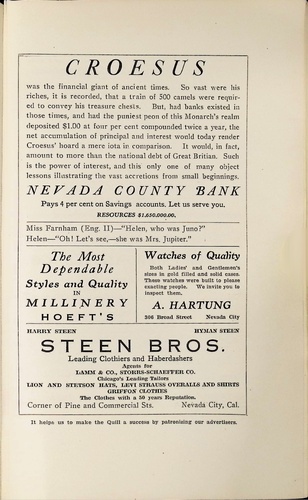 CROESUS
was the financial giant of ancient times. So vast were his
riches, it is recorded, that a train of 500 camels were requir-
ed to convey his treasure chests. But, had banks existed in
those times, and had the puniest peon of this Monarch's realm
deposited $1.00 at four per cent compounded twice a year, the
net accumulation of principal and interest would today render
Croesus' hoard a mere iota in comparison. It would, in fact,
amount to more than the national debt of Great Britian. Such
is the power of interest, and this only one of many object
lessons illustrating the vast accretions from small beginnings.
NEVADA COUNTY BANK
Pays 4 per cent on Savings accounts. Let us serve you.
RESOURCES $1,650,000.00.
Miss Farnham (Eng. II)—"Helen, who was Juno?"
Helen—"Oh! Let's see,—she was Mrs. Jupiter."
The Most
Dependable
Styles and Quality
IN
MILLINERY
HOEFT'S
Watches of Quality
Both Ladies' and Gentlemen's
sizes in gold filled and solid cases.
These watches were built to please
exacting people. We invite you to
inspect them.
A. HARTUNG
306 Broad Street Nevada City
HARRY STEEN HYMAN STEEN
STEEN BROS.
Leading Clothiers and Haberdashers
Agents for
LAMM & CO., STORRS-SCHAEFFER CO.
Chicago's Leading Tailors
LION AND STETSON HATS, LEVI STRAUSS OVERALLS AND SHIRTS
GRIFFON CLOTHES
The Clothes with a 50 years Reputation.
Corner of Pine and Commercial Sts. Nevada City, Cal.
It helps us to make the Quill a success by patronising our advertisers.